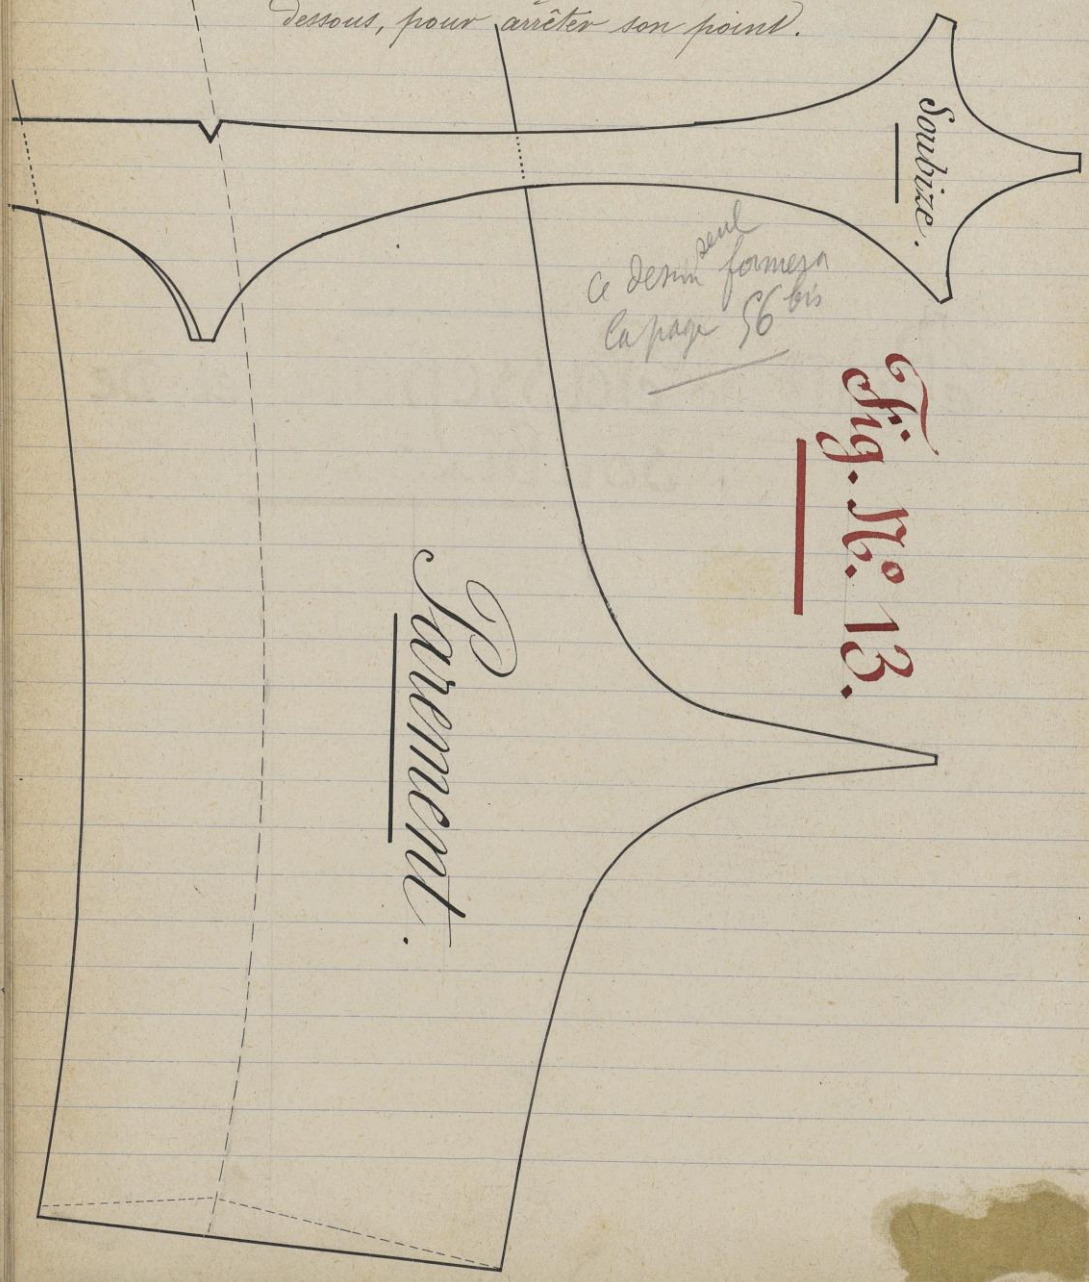 dessous, pour arrêter son point.
Soubize.
ce dessin seul formera
la page 56 bis
Fig. Nº 13.
Parement.